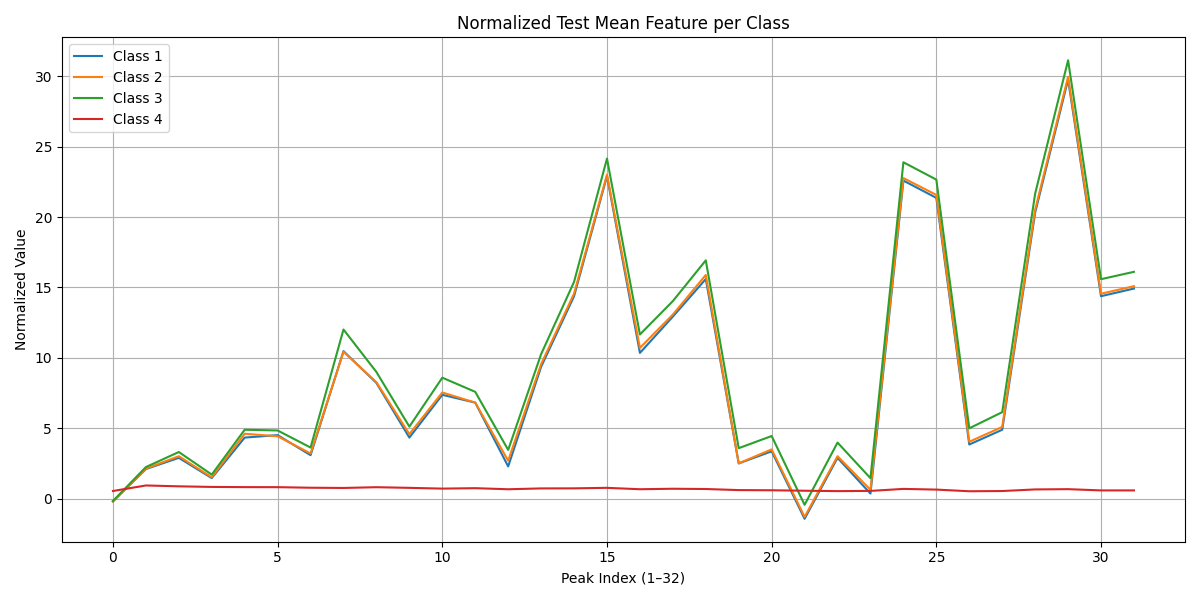 Normalized Test Mean Feature per Class
Class 1
Class 2
Class 3
Class 4
Normalized Value
30
25
20
15
10
5
0
0 5 10 15 20 25 30
Peak Index (1–32)